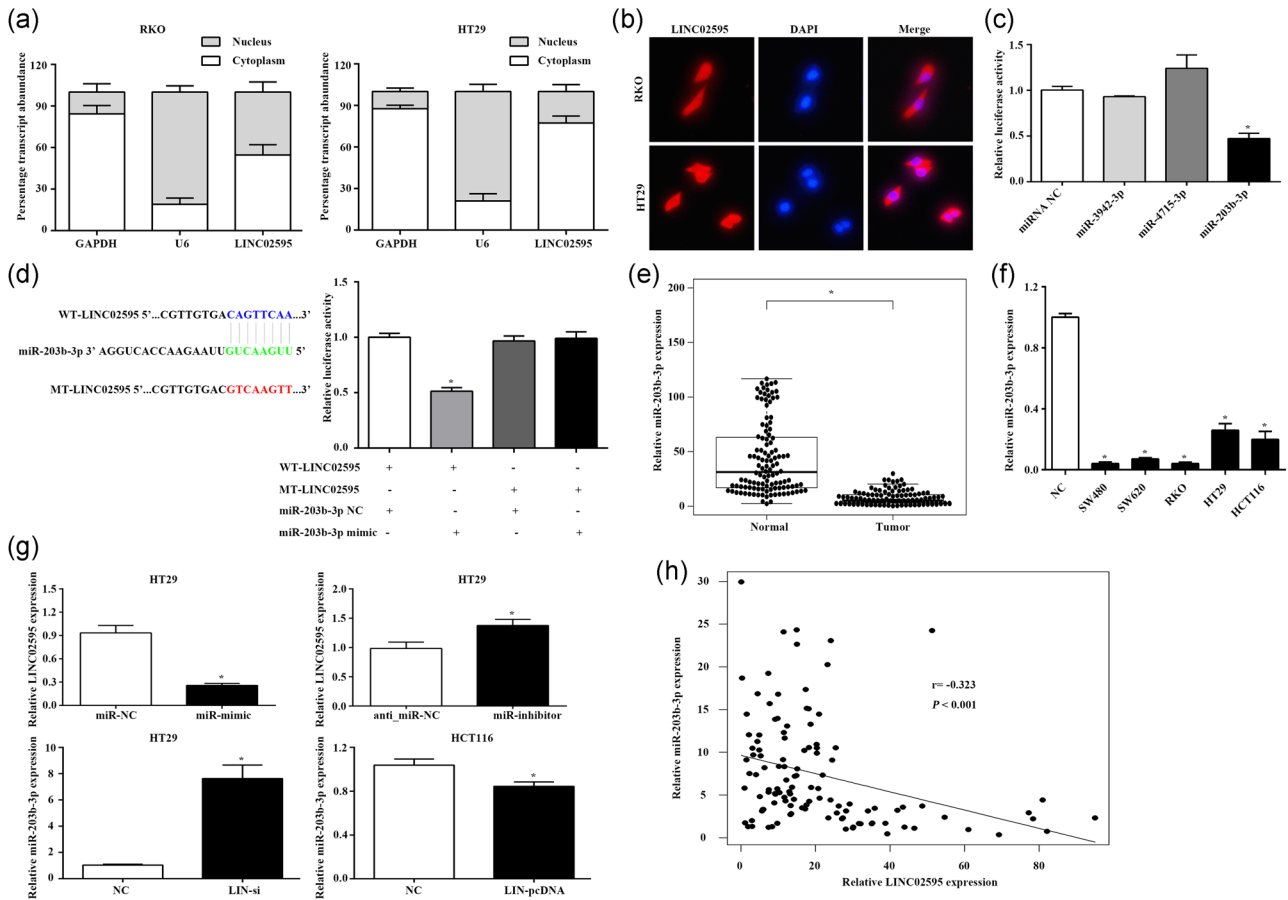 (a)
RKO
Nucleus
Cytoplasm
Persentage transcript abaundance
120
90
60
30
0
GAPDH U6 LINC02595
HT29
Nucleus
Cytoplasm
Persentage transcript abaundance
120
90
60
30
0
GAPDH U6 LINC02595
(b)
LINC02595 DAPI Merge
RKO
HT29
(c)
Relative luciferase activity
1.5
1.0
0.5
0.0
*
miRNA NC miR-3942-3p miR-4715-3p miR-203b-3p
(d)
WT-LINC02595 5’...CGTTGTGACAGTTCAA...3’
miR-203b-3p 3’ AGGUCACCAAGAAUUGUCAAGUU 5’
MT-LINC02595 5’...CGTTGTGACGTCAAGTT...3’
Relative luciferase activity
1.5
1.0
0.5
0.0
*
WT-LINC02595 + + - -
MT-LINC02595 - - + +
miR-203b-3p NC + - + -
miR-203b-3p mimic - + - +
(e)
Relative miR-203b-3p expression
200
150
100
50
0
*
Normal Tumor
(f)
Relative miR-203b-3p expression
1.2
0.8
0.4
0.0
* * * * *
NC SW480 SW620 RKO HT29 HCT116
(g)
HT29
Relative LINC02595 expression
1.5
1.2
0.9
0.6
0.3
0.0
*
miR-NC miR-mimic
HT29
Relative LINC02595 expression
2.0
1.5
1.0
0.5
0.0
*
anti_miR-NC miR-inhibitor
HT29
Relative miR-203b-3p expression
10
8
6
4
2
0
*
NC LIN-si
HCT116
Relative miR-203b-3p expression
1.2
0.8
0.4
0.0
*
NC LIN-pcDNA
(h)
Relative miR-203b-3p expression
30
25
20
15
10
5
0
r= -0.323
P < 0.001
0 20 40 60 80
Relative LINC02595 expression